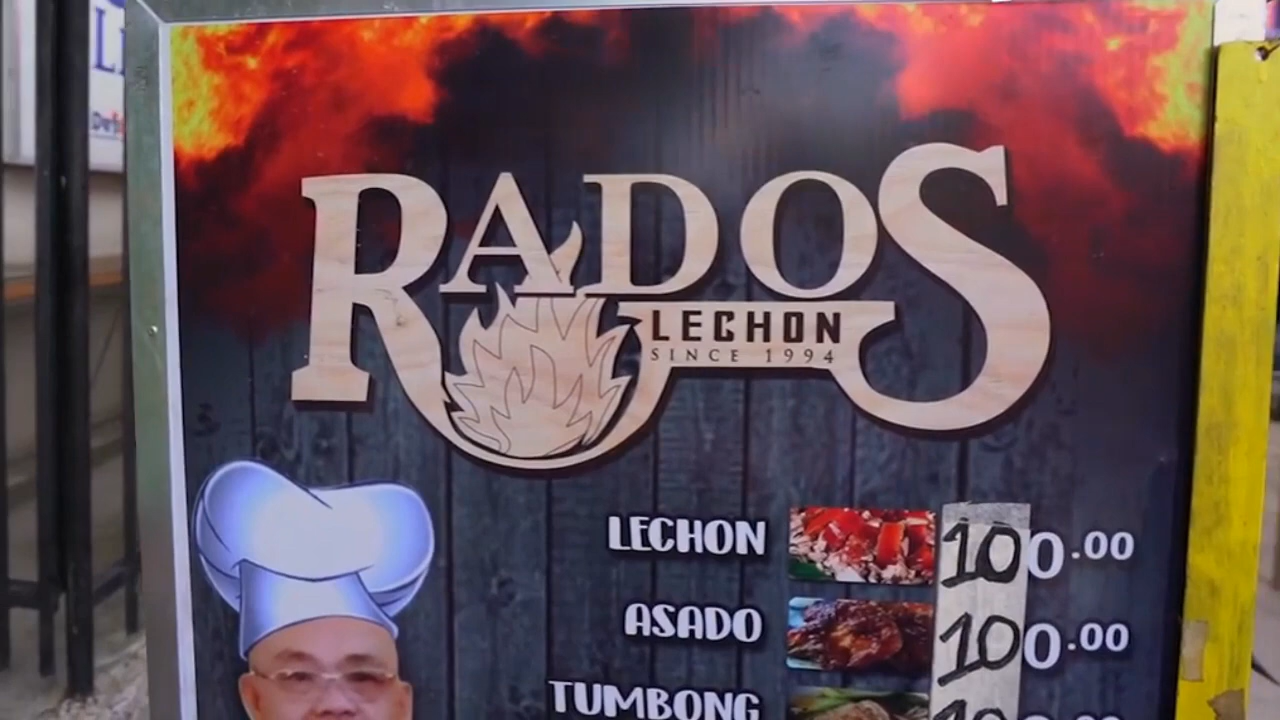 RADOS
LECHON
SINCE 1994
LECHON 100.00
ASADO 100.00
TUMBONG